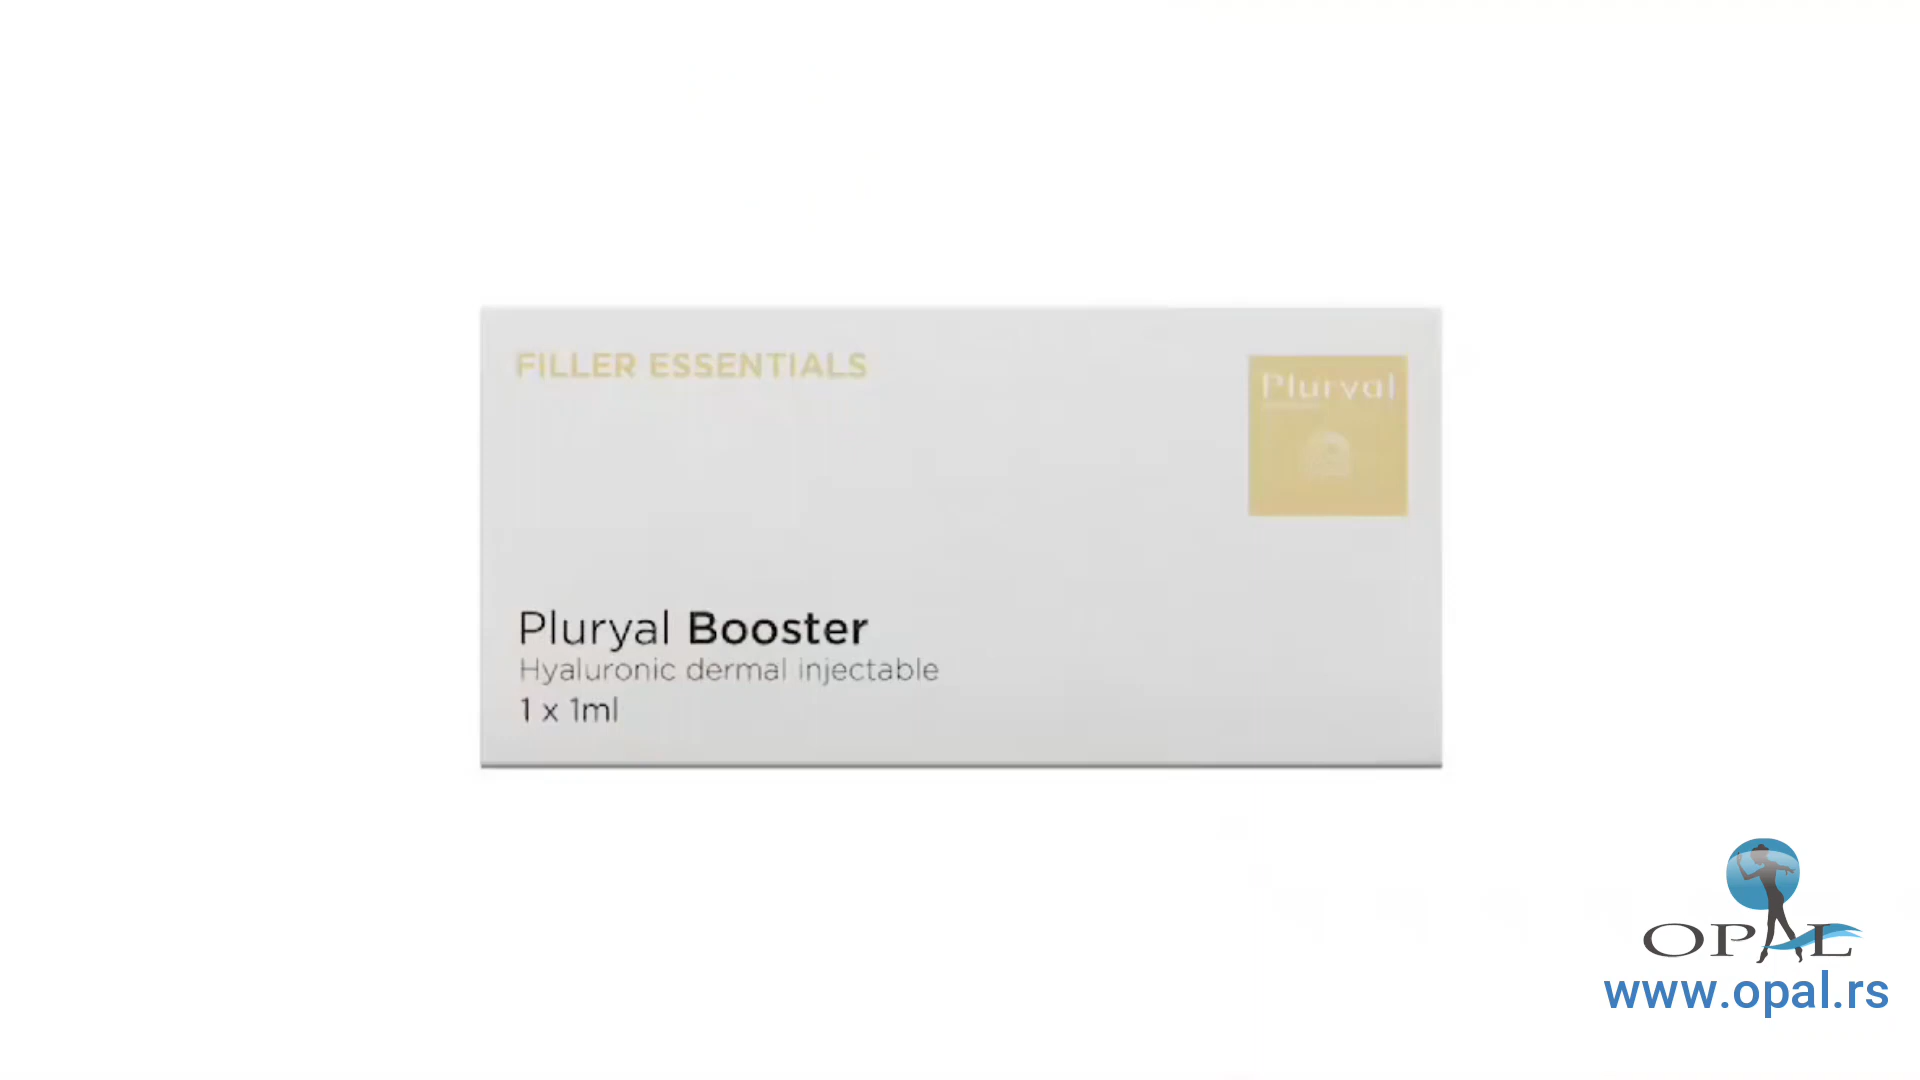 FILLER ESSENTIALS
Pluryal
Pluryal Booster
Hyaluronic dermal injectable
1 x 1ml
OPAL
www.opal.rs